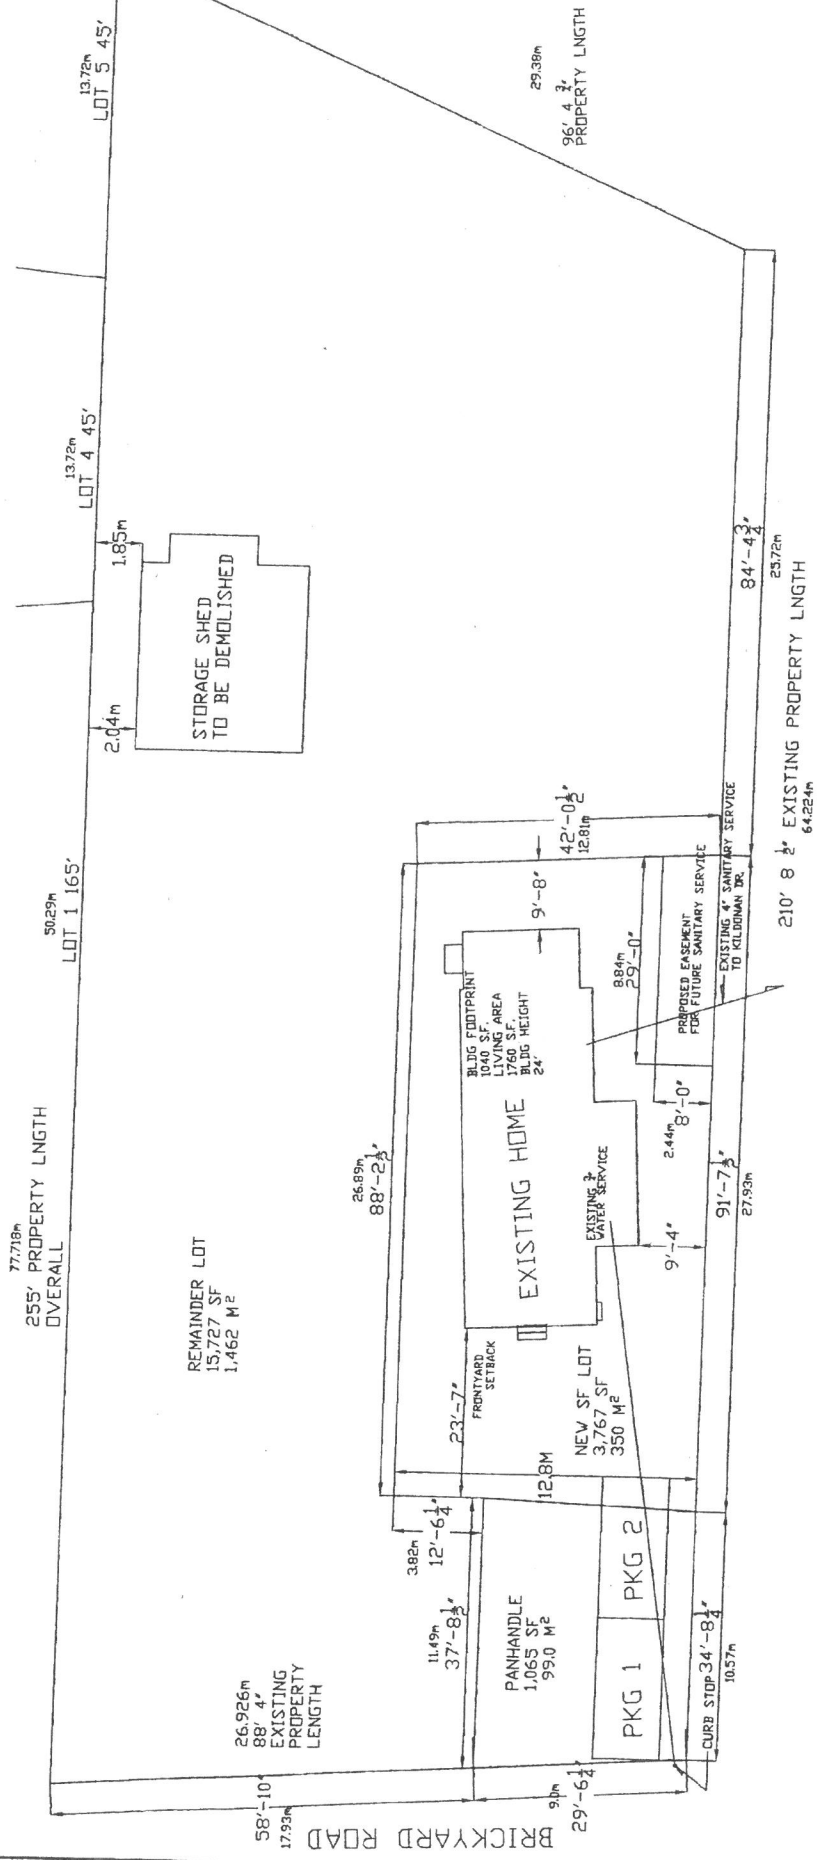 BRICKYARD ROAD
77.718m
255' PROPERTY LNGTH
OVERALL
50.29m
LOT 1 165'
13.72m
LOT 4 45'
13.72m
LOT 5 45'
2.04m
1.85m
STORAGE SHED
TO BE DEMOLISHED
29.38m
96' 4 3/4"
PROPERTY LNGTH
REMAINDER LOT
15,727 SF
1,462 M²
26.926m
88' 4"
EXISTING
PROPERTY
LENGTH
58'-10"
17.93m
9.0m
29'-6 1/4"
3.82m
12'-6 1/4"
11.49m
37'-8 1/2"
PANHANDLE
1,065 SF
99.0 M²
PKG 1
PKG 2
CURB STOP
34'-8 1/4"
10.57m
26.89m
88'-2 1/2"
23'-7"
FRONTYARD
SETBACK
12.8M
NEW SF LOT
3,767 SF
350 M²
EXISTING HOME
BLDG FOOTPRINT
1040 S.F.
LIVING AREA
1760 S.F.
BLDG HEIGHT
24'
EXISTING
WATER SERVICE
9'-8"
42'-0 1/2"
12.81m
8.84m
29'-0"
2.44m
8'-0"
9'-4"
PROPOSED EASEMENT
FOR FUTURE SANITARY SERVICE
EXISTING 4" SANITARY SERVICE
TO KILDONAN DR.
91'-7 1/2"
27.93m
84'-4 3/4"
25.72m
210' 8 1/2" EXISTING PROPERTY LNGTH
64.224m